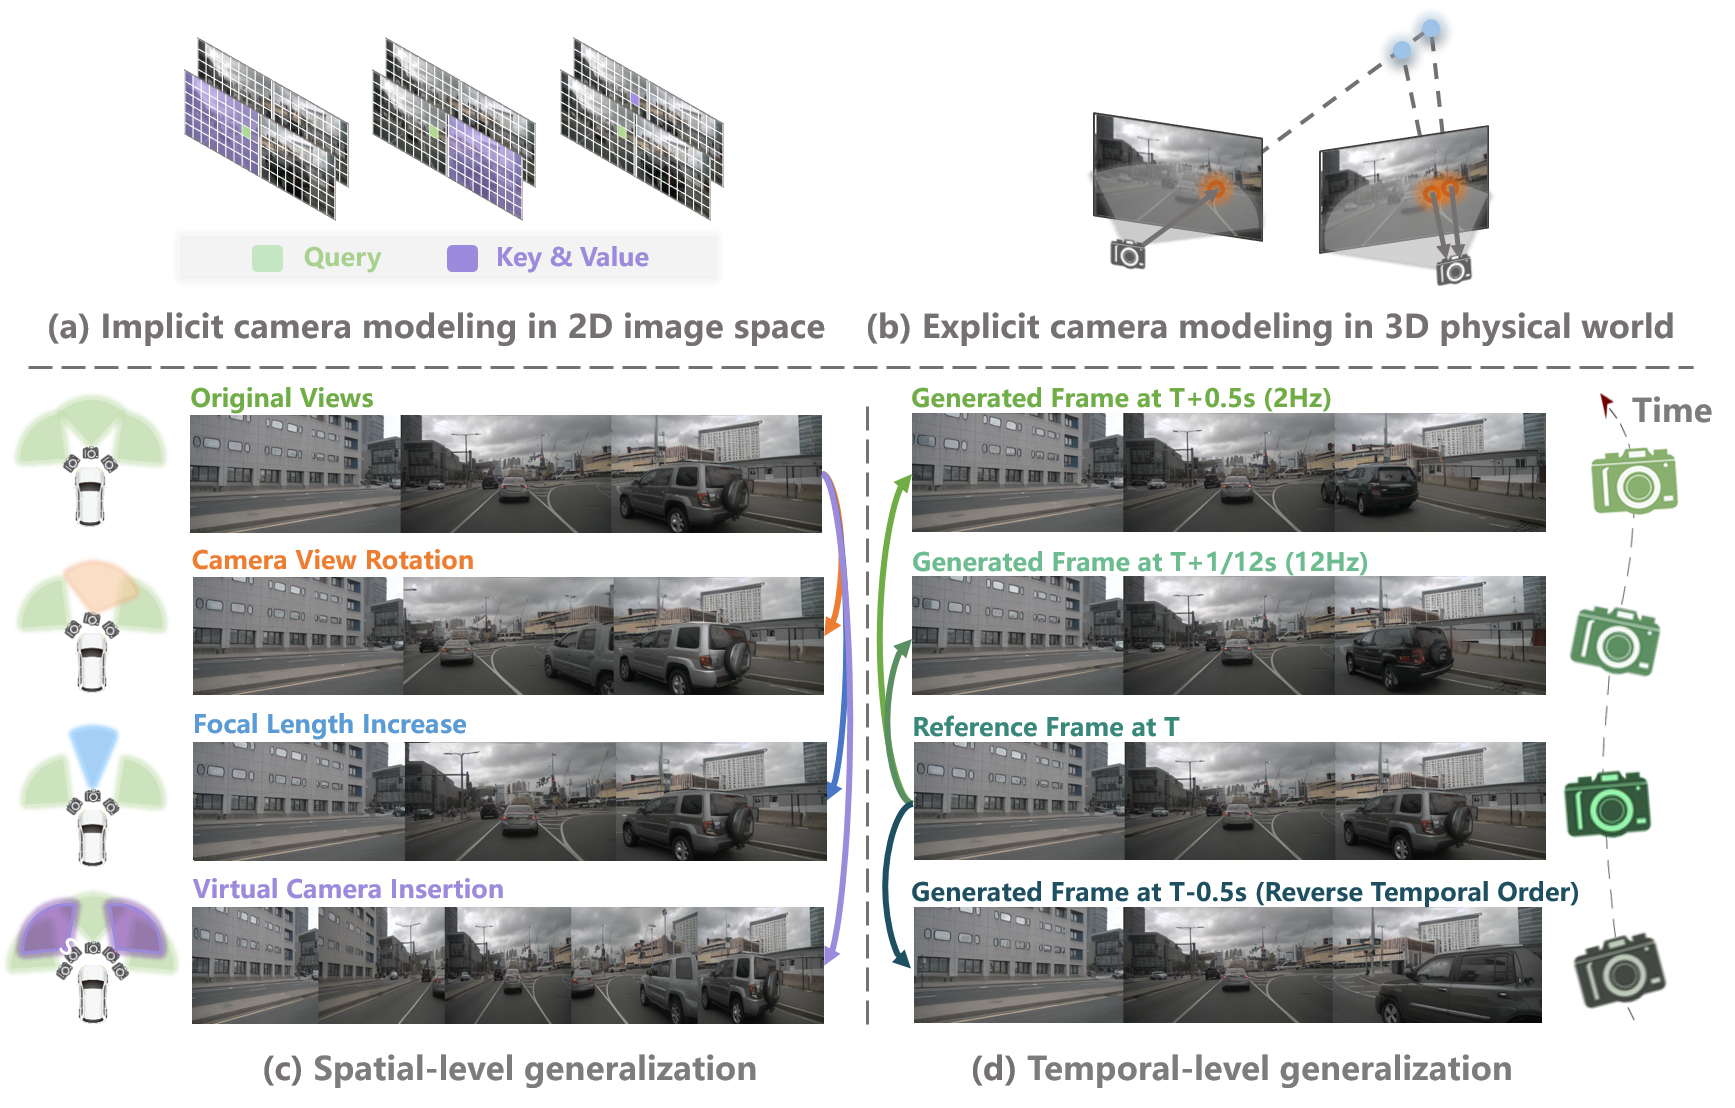 Query
Key & Value
(a) Implicit camera modeling in 2D image space
(b) Explicit camera modeling in 3D physical world
Original Views
Camera View Rotation
Focal Length Increase
Virtual Camera Insertion
S
(c) Spatial-level generalization
Generated Frame at T+0.5s (2Hz)
Time
Generated Frame at T+1/12s (12Hz)
Reference Frame at T
Generated Frame at T-0.5s (Reverse Temporal Order)
(d) Temporal-level generalization